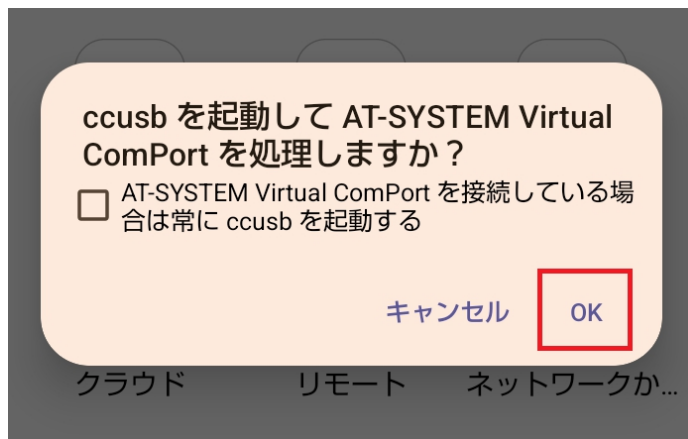 ccusb を起動して AT-SYSTEM Virtual
ComPort を処理しますか？
AT-SYSTEM Virtual ComPort を接続している場
合は常に ccusb を起動する
キャンセル
OK
クラウド
リモート
ネットワークか...